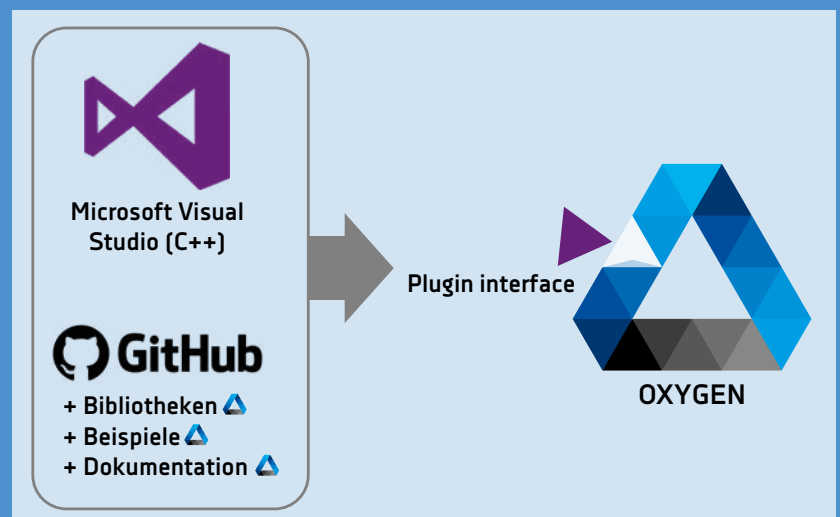 Microsoft Visual
Studio (C++)
GitHub
+ Bibliotheken
+ Beispiele
+ Dokumentation
Plugin interface
OXYGEN